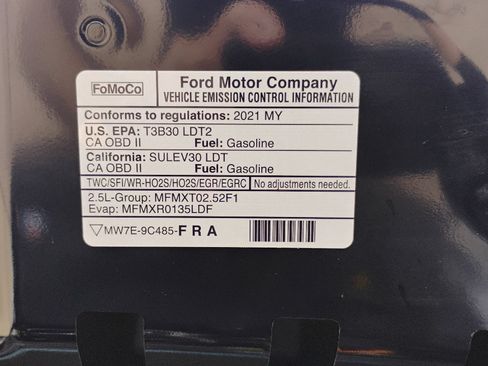 FoMoCo Ford Motor Company
VEHICLE EMISSION CONTROL INFORMATION
Conforms to regulations: 2021 MY
U.S. EPA: T3B30 LDT2
CA OBD II Fuel: Gasoline
California: SULEV30 LDT
CA OBD II Fuel: Gasoline
TWC/SFI/WR-HO2S/HO2S/EGR/EGRC No adjustments needed.
2.5L-Group: MFMXT02.52F1
Evap: MFMXR0135LDF
MW7E-9C485-FRA